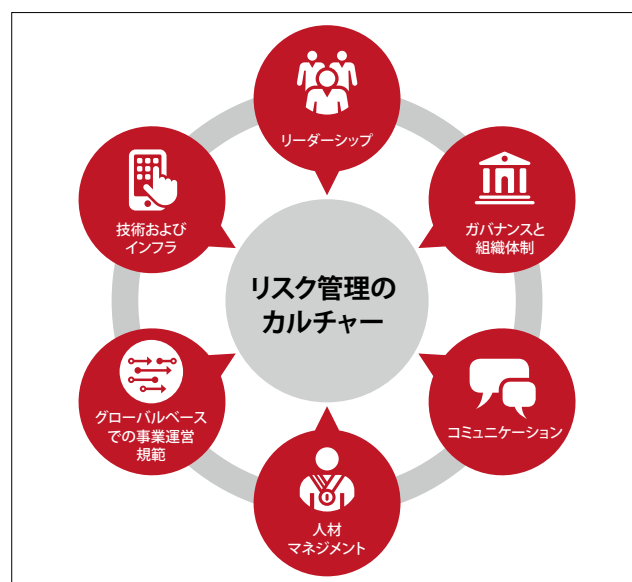 リーダーシップ
ガバナンスと
組織体制
コミュニケーション
人材
マネジメント
グローバルベース
での事業運営
規範
技術および
インフラ
リスク管理の
カルチャー